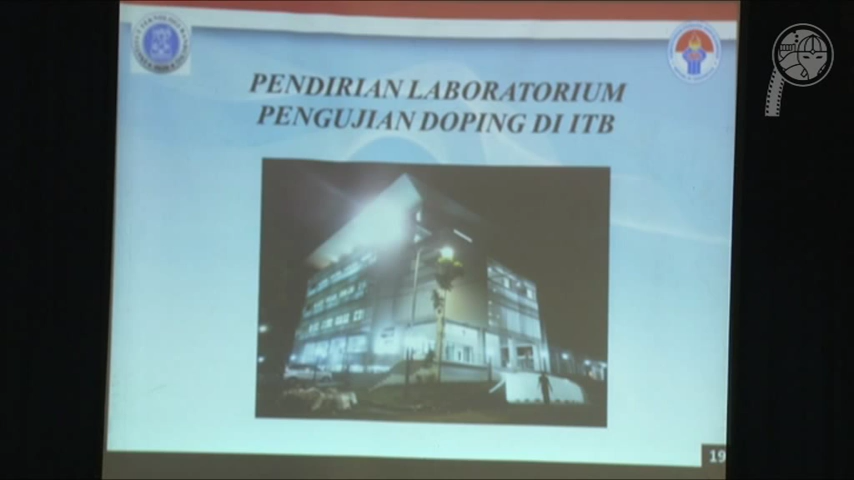 PENDIRIAN LABORATORIUM
PENGUJIAN DOPING DI ITB
19